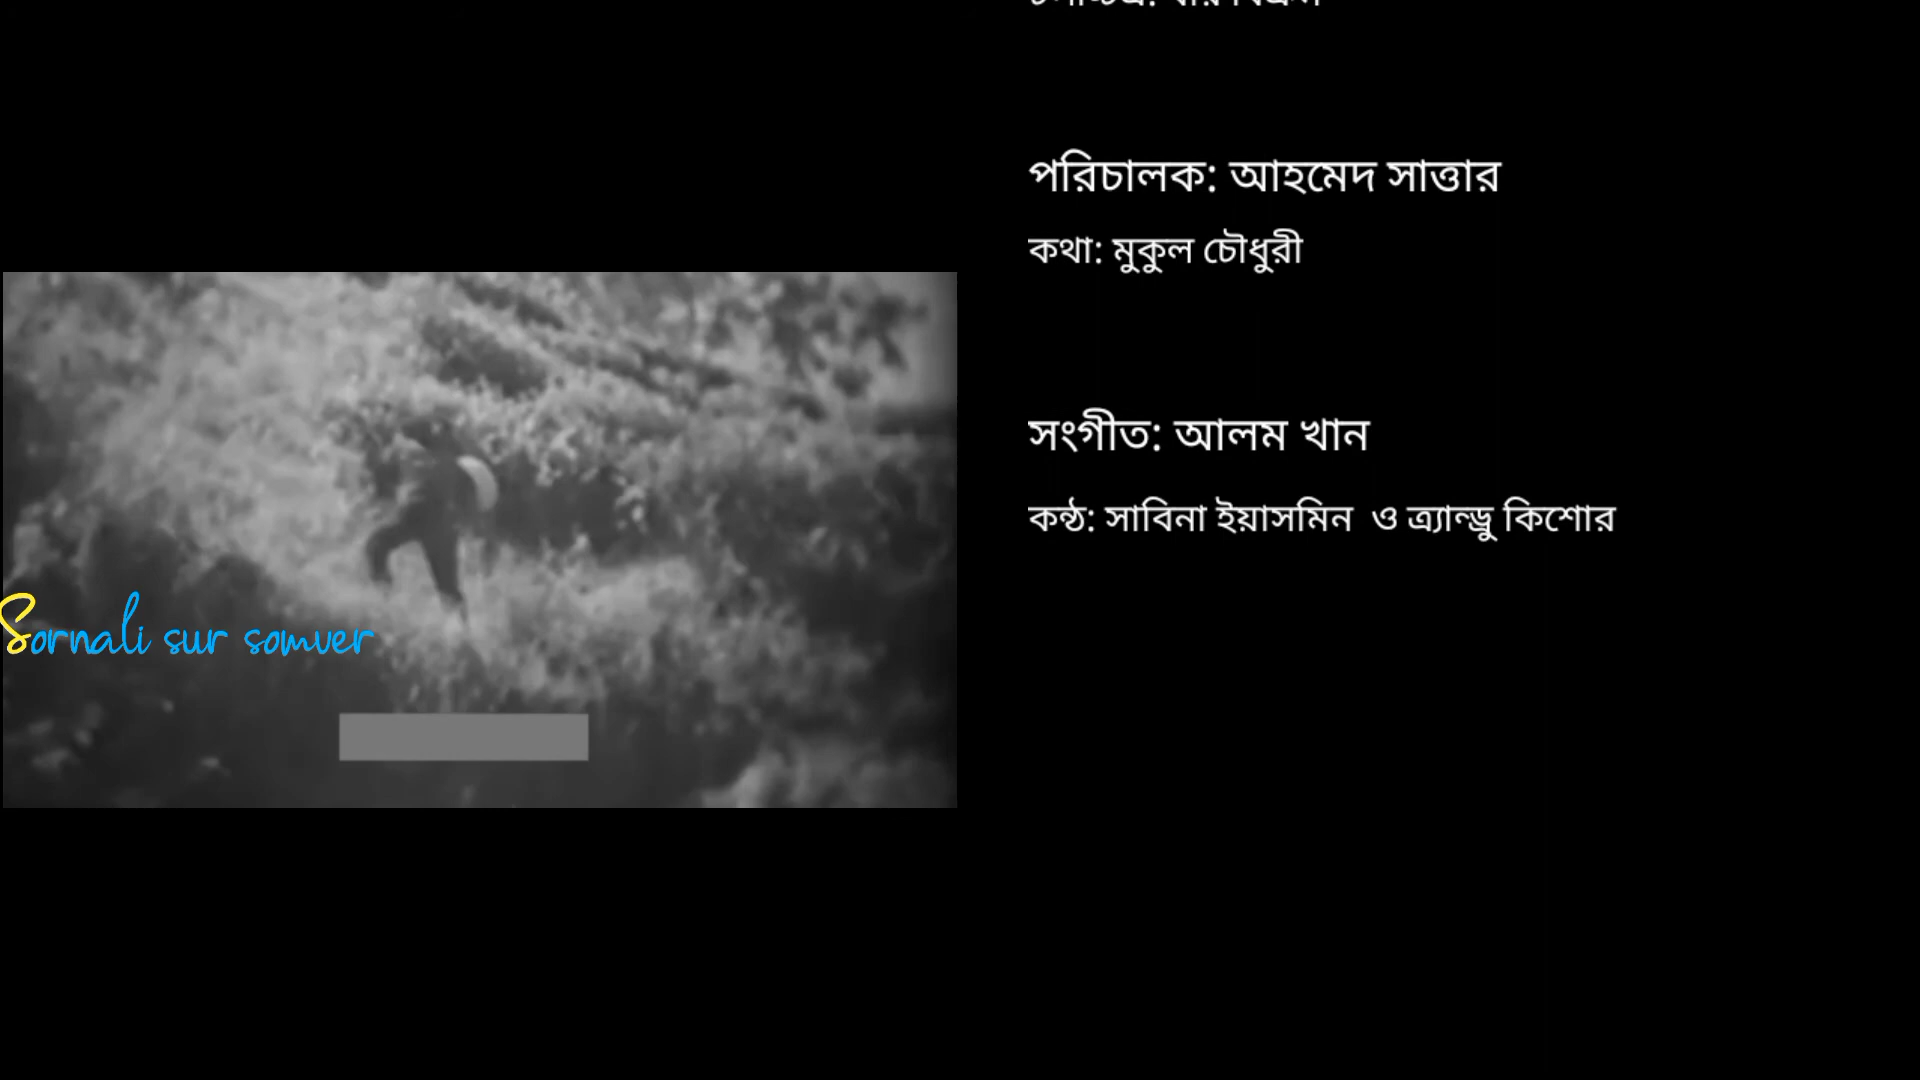 পরিচালক: আহমেদ সাত্তার
কথা: মুকুল চৌধুরী
সংগীত: আলম খান
কন্ঠ: সাবিনা ইয়াসমিন ও ত্র্যান্ড্রু কিশোর
Sornali sur somver